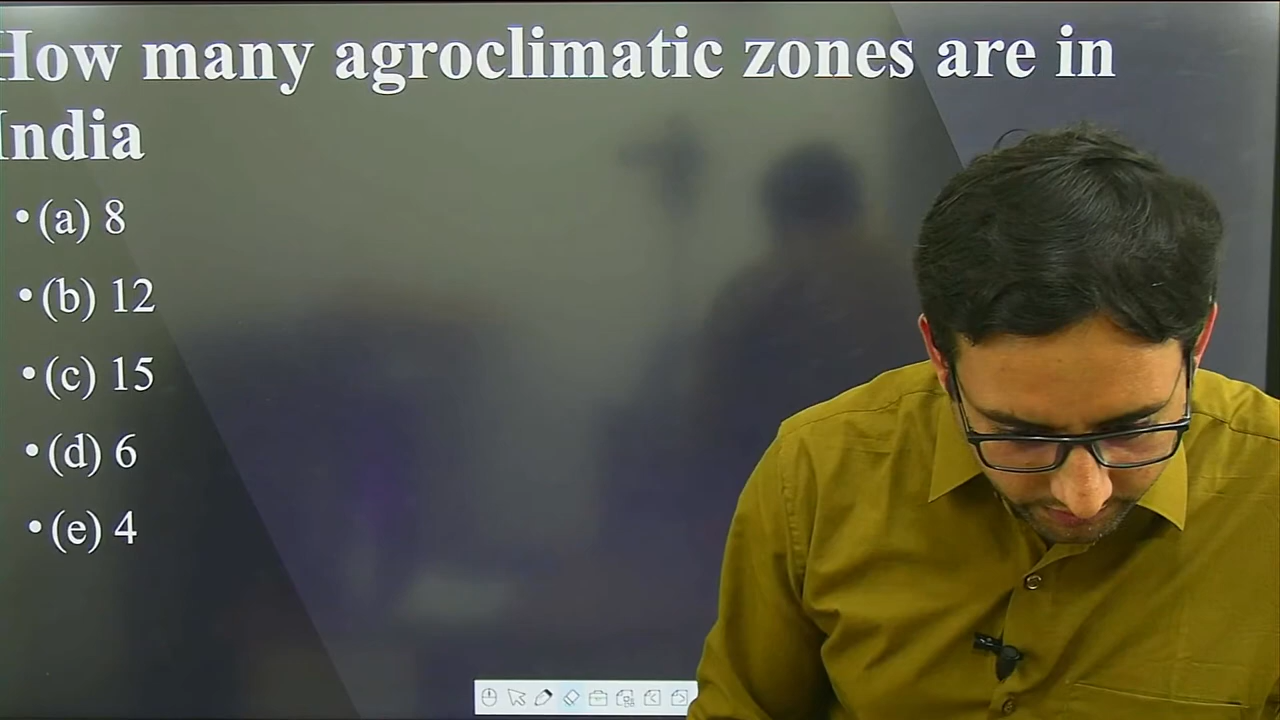 How many agroclimatic zones are in
India
• (a) 8
• (b) 12
• (c) 15
• (d) 6
• (e) 4